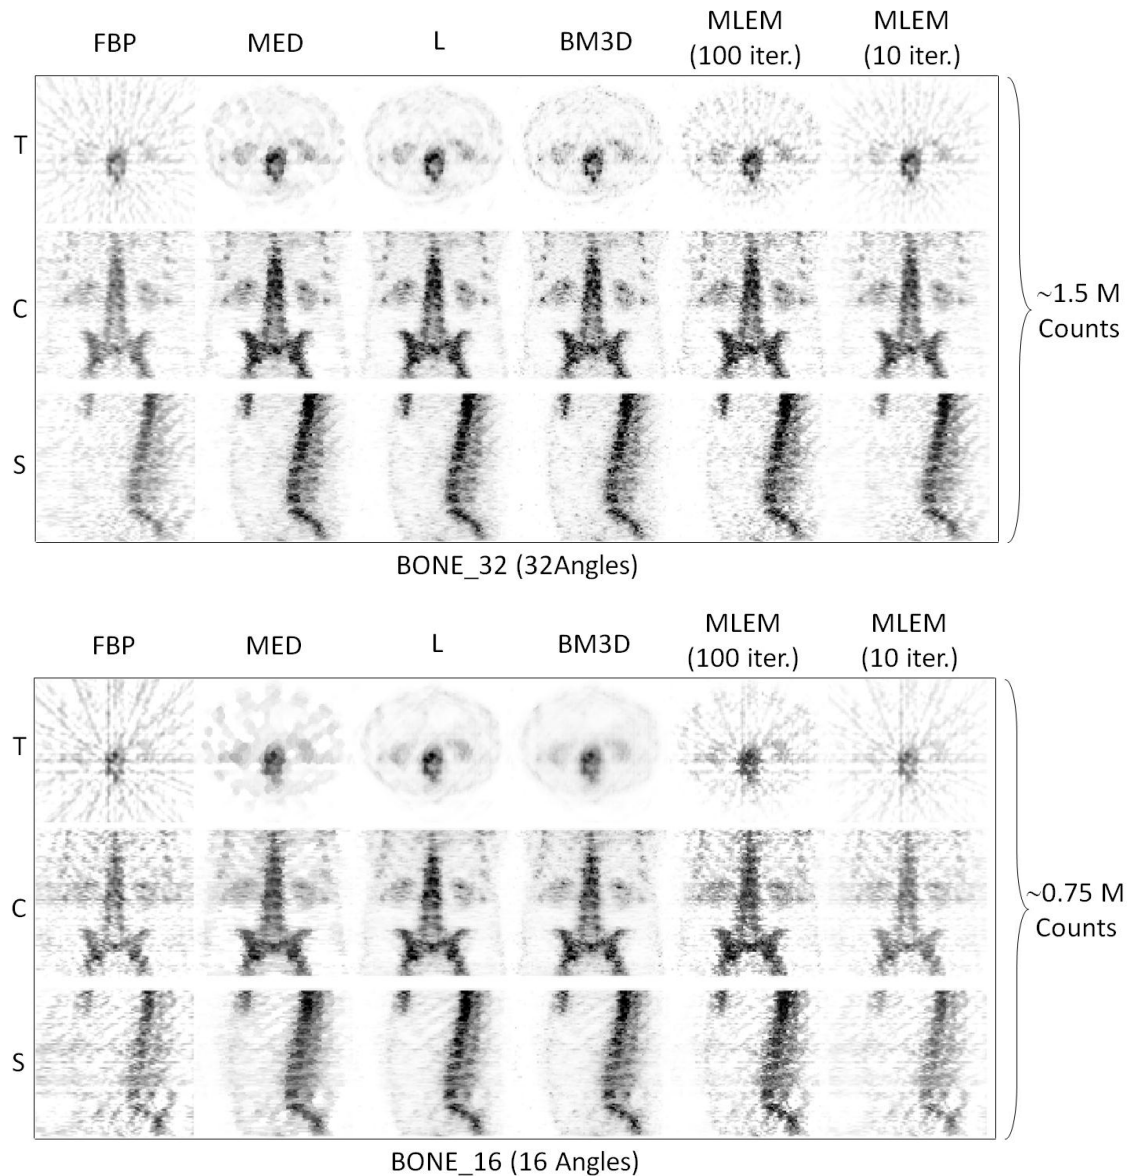 FBP MED L BM3D MLEM MLEM
(100 iter.) (10 iter.)
T
C
S
~1.5 M
Counts
BONE_32 (32Angles)
FBP MED L BM3D MLEM MLEM
(100 iter.) (10 iter.)
T
C
S
~0.75 M
Counts
BONE_16 (16 Angles)